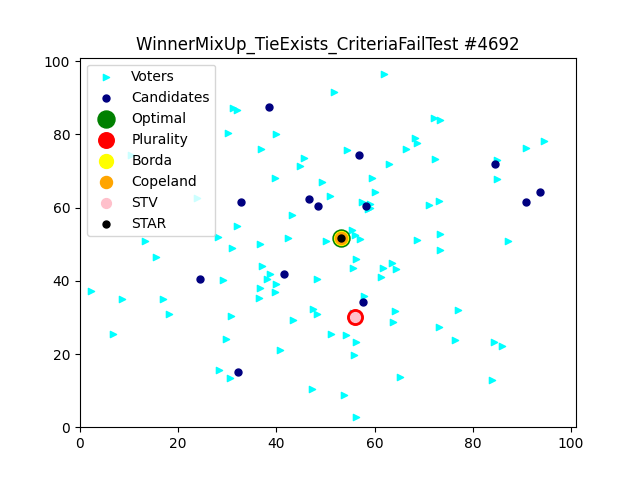 WinnerMixUp_TieExists_CriteriaFailTest #4692
100
80
60
40
20
0
Voters
Candidates
Optimal
Plurality
Borda
Copeland
STV
STAR
0 20 40 60 80 100